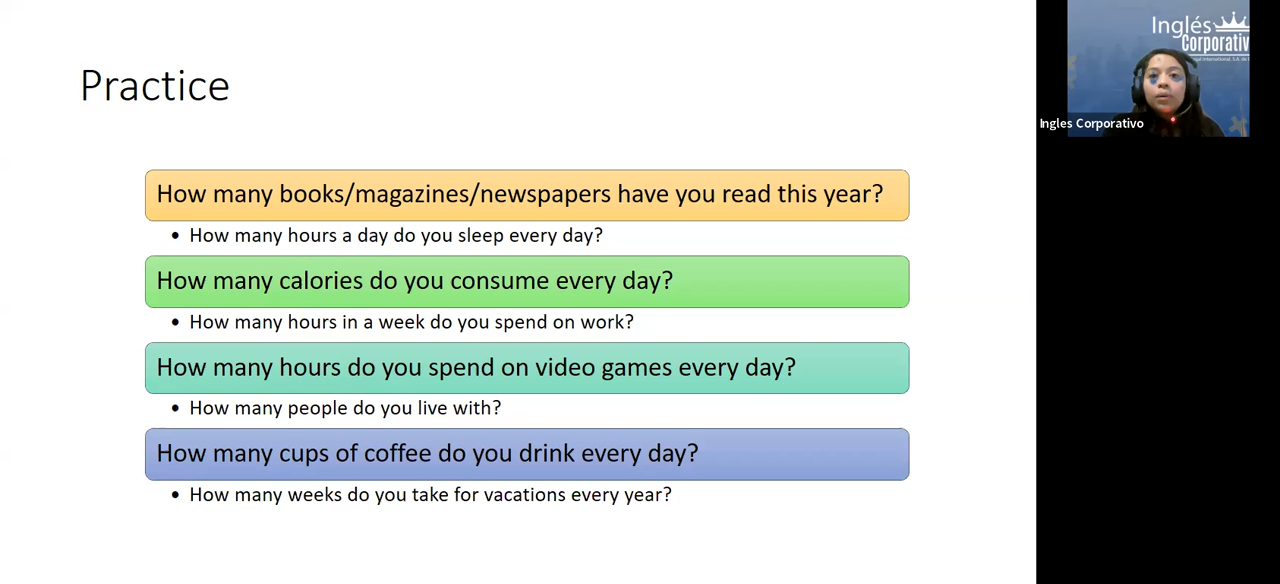 Practice
How many books/magazines/newspapers have you read this year?
• How many hours a day do you sleep every day?
How many calories do you consume every day?
• How many hours in a week do you spend on work?
How many hours do you spend on video games every day?
• How many people do you live with?
How many cups of coffee do you drink every day?
• How many weeks do you take for vacations every year?
Inglés
Corporativ
Ingles Corporativo